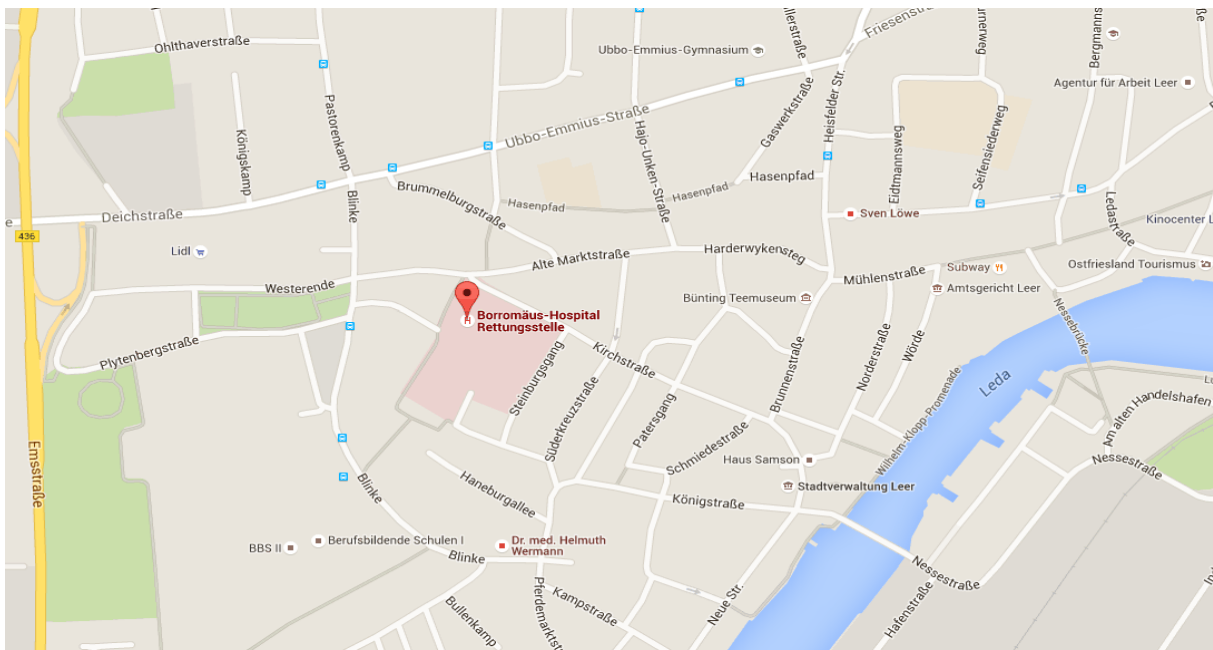 Ohlthaverstraße
Ubbo-Emmius-Gymnasium
Friesenstra
Bergmanns
Agentur für Arbeit Leer
Pastorenkamp
Königskamp
Ubbo-Emmius-Straße
Hajo-Unken-Straße
Gaswerkstraße
Heisfelder Str.
Eidtmannsweg
Seifensiederweg
Hasenpfad
Hasenpfad
Hasenpfad
Brummelburgstraße
Blinke
Deichstraße
436
Sven Löwe
Ledastraße
Kinocenter L
Lidl
Alte Marktstraße
Harderwykensteg
Mühlenstraße
Subway
Ostfriesland Tourismus
Westerende
Bünting Teemuseum
Amtsgericht Leer
Nessebrücke
Borromäus-Hospital
Rettungsstelle
Plytenbergstraße
Kirchstraße
Steinburgsgang
Süderkreuzstraße
Patersgang
Brunnenstraße
Norderstraße
Wörde
Leda
Wilhelm-Klopp-Promenade
Am alten Handelshafen
Schmiedestraße
Haus Samson
Nessestraße
Emsstraße
Haneburgallee
Blinke
Königstraße
Stadtverwaltung Leer
BBS II
Berufsbildende Schulen I
Dr. med. Helmuth
Wermann
Blinke
Nessestraße
Bullenkamp
Pferdemarktst
Kampstraße
Neue Str.
Hafenstraße